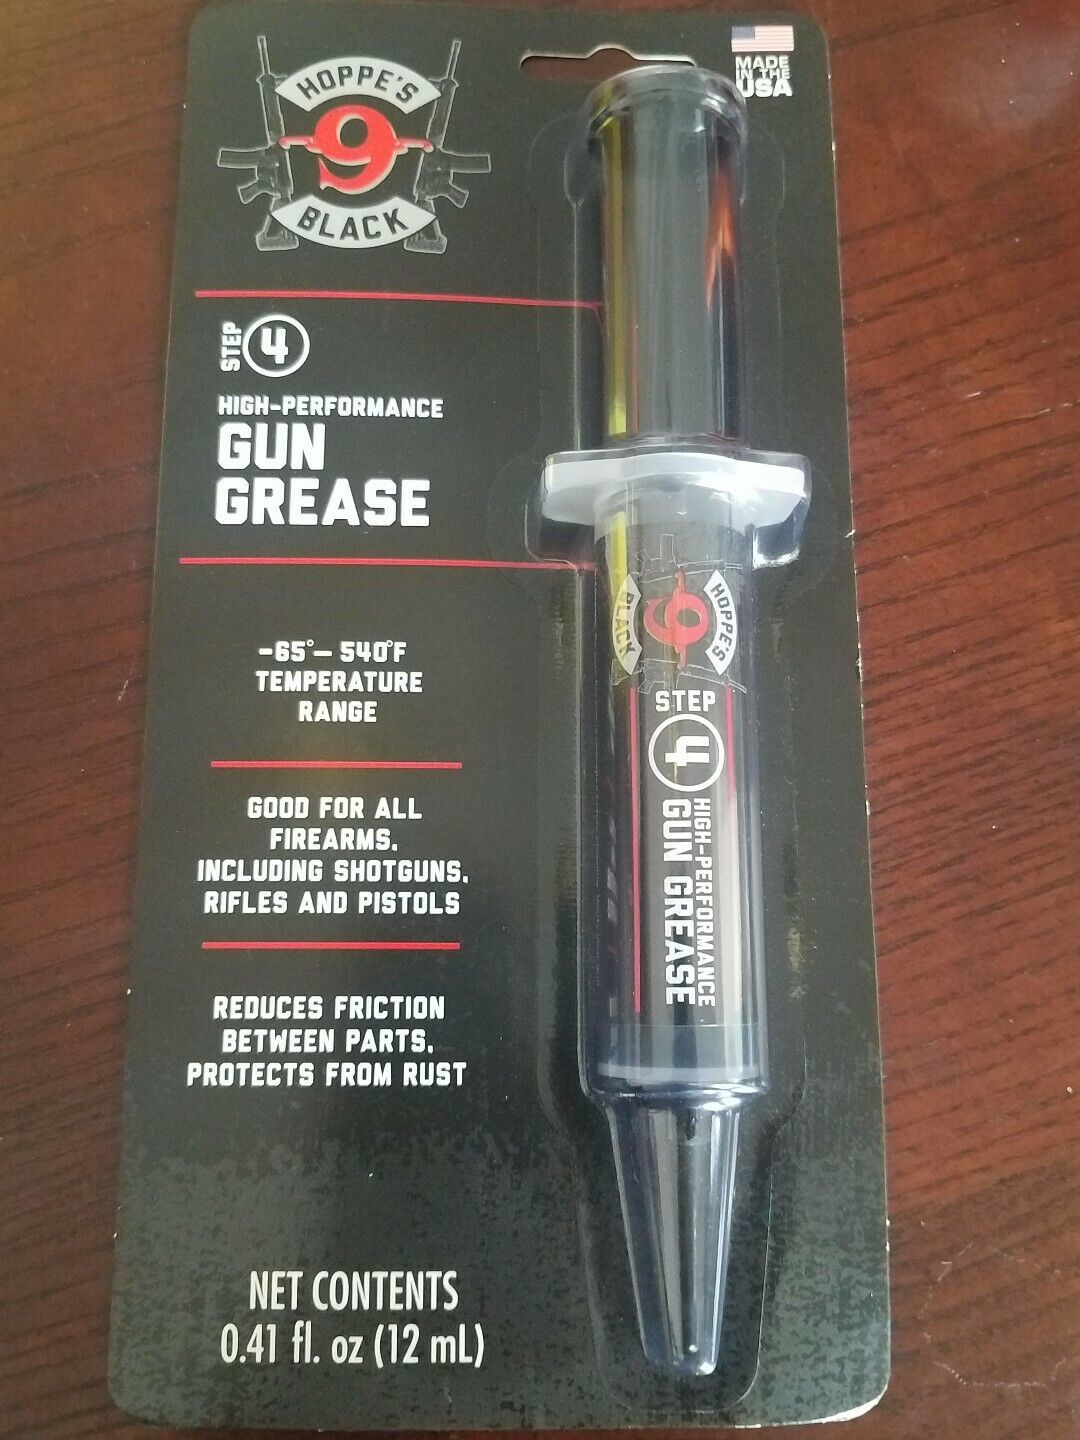 HOPPE'S
9
BLACK
MADE
IN THE
USA
STEP 4
HIGH-PERFORMANCE
GUN
GREASE
-65°- 540°F
TEMPERATURE
RANGE
GOOD FOR ALL
FIREARMS,
INCLUDING SHOTGUNS,
RIFLES AND PISTOLS
REDUCES FRICTION
BETWEEN PARTS,
PROTECTS FROM RUST
NET CONTENTS
0.41 fl. oz (12 mL)
HOPPE'S
9
BLACK
STEP
4
HIGH-PERFORMANCE
GUN GREASE